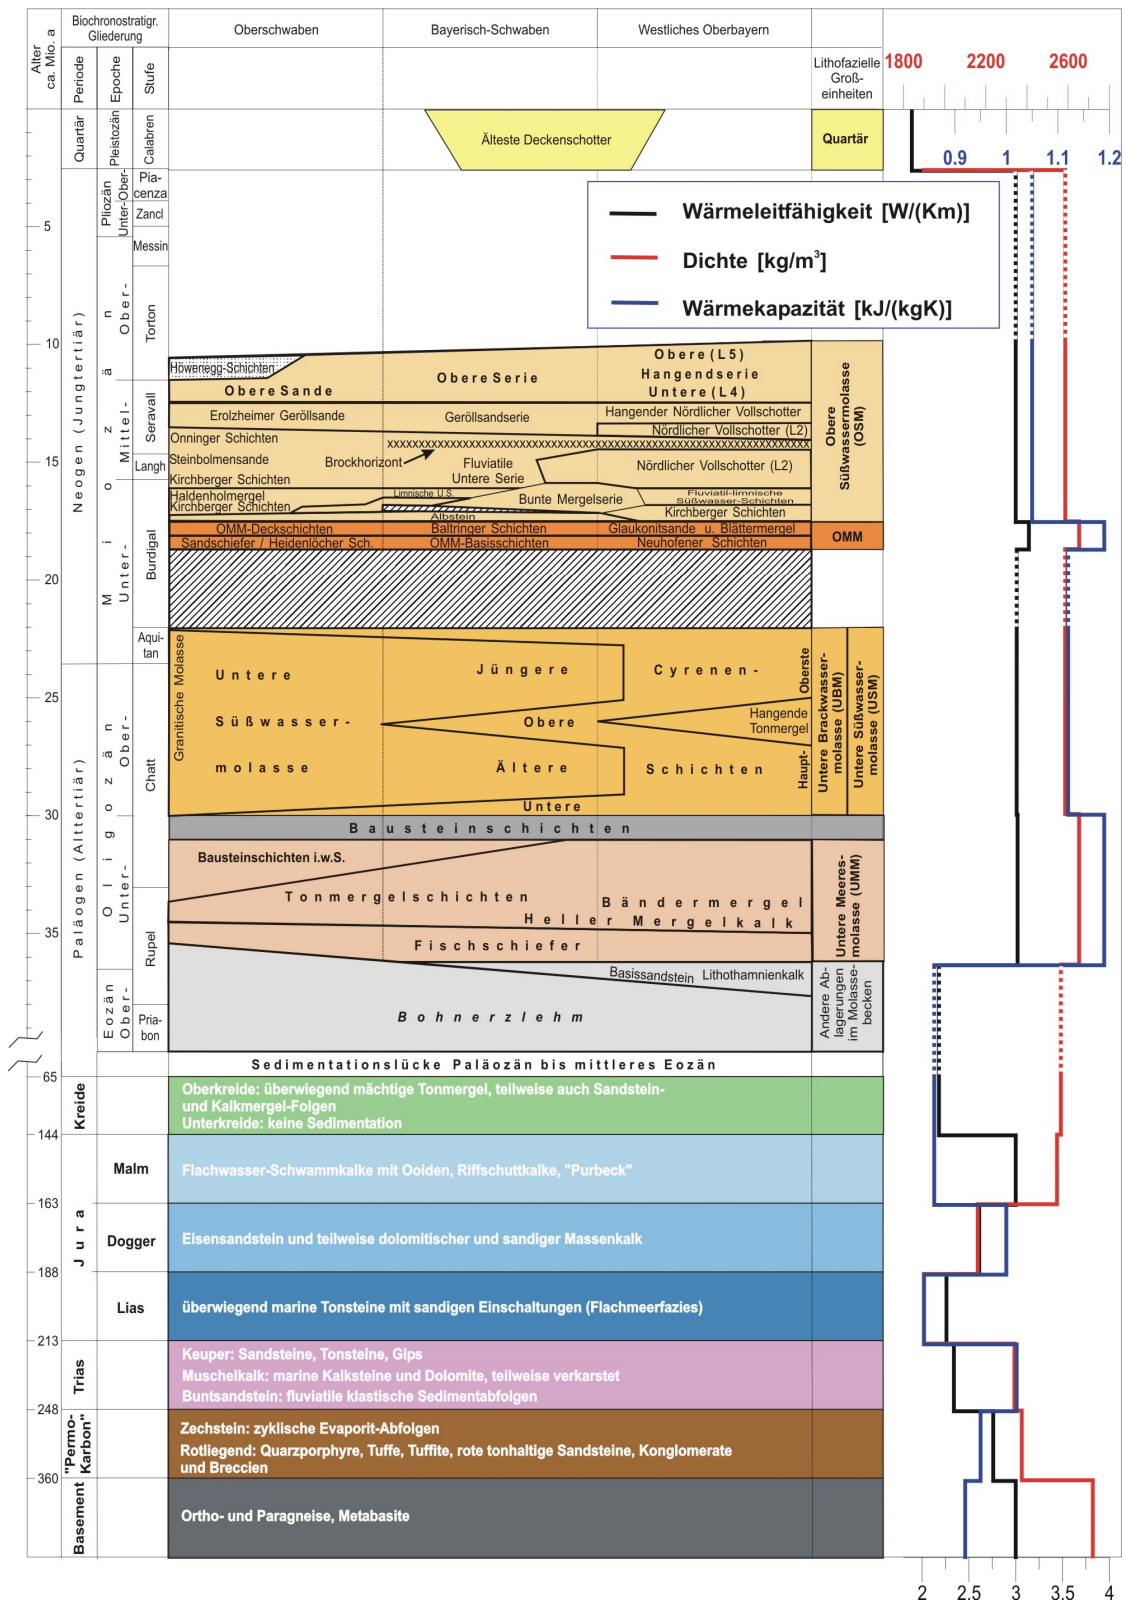 Alter
ca. Mio. a
Biochronostratigr.
Gliederung
Periode
Epoche
Stufe
Oberschwaben
Bayerisch-Schwaben
Westliches Oberbayern
Lithofazielle
Groß-
einheiten
1800 2200 2600
0.9 1 1.1 1.2
Quartär
Pleistozän
Calabren
Älteste Deckenschotter
Quartär
Wärmeleitfähigkeit [W/(Km)]
Dichte [kg/m³]
Wärmekapazität [kJ/(kgK)]
Neogen (Jungtertiär)
Pliozän
Unter-Ober-
Pia-
cenza
Zancl
5
Messin
Miozän
Ober-
Torton
10
Mittel-
Seravall
Langh
15
Unter-
Burdigal
20
Aqui-
tan
Höwenegg-Schichten
Obere Sande
Obere Serie
Obere (L5)
Hangendserie
Untere (L4)
Erolzheimer Geröllsande
Geröllsandserie
Hangender Nördlicher Vollschotter
Nördlicher Vollschotter (L2)
Onninger Schichten
XXXXXXXXXXXXXXXXXXXXXXXXXXXXXXXXXXXXXXXXXXXXXXXXXXXXXXXXXXXX
Steinbolmensande
Brockhorizont
Fluviatile
Untere Serie
Nördlicher Vollschotter (L2)
Kirchberger Schichten
Haldenholmergel
Kirchberger Schichten
Limnische U.S.
Bunte Mergelserie
Albstein
Fluviatil-limnische
Süßwasser-Schichten
Kirchberger Schichten
Obere
Süßwassermolasse
(OSM)
OMM-Deckschichten
Baltringer Schichten
Glaukonitsande u. Blättermergel
Sandschiefer / Heidenlöcher Sch.
OMM-Basisschichten
Neuhofener Schichten
OMM
Paläogen (Alttertiär)
Oligozän
Ober-
Chatt
25
30
Granitische Molasse
Untere
Süßwasser-
molasse
Jüngere
Obere
Ältere
Untere
Cyrenen-
Schichten
Oberste
Hangende
Tonmergel
Haupt-
Untere Brackwasser-
molasse (UBM)
Untere Süßwasser-
molasse (USM)
Bausteinschichten
Unter-
Rupel
35
Bausteinschichten i.w.S.
Tonmergelschichten
Bändermergel
Heller Mergelkalk
Fischschiefer
Untere Meeres-
molasse (UMM)
Eozän
Ober-
Pria-
bon
Basissandstein
Lithothamnienkalk
Bohnerzlehm
Andere Ab-
lagerungen
im Molasse-
becken
Sedimentationslücke Paläozän bis mittleres Eozän
65
Kreide
Oberkreide: überwiegend mächtige Tonmergel, teilweise auch Sandstein-
und Kalkmergel-Folgen
Unterkreide: keine Sedimentation
144
Jura
Malm
Flachwasser-Schwammkalke mit Ooiden, Riffschuttkalke, "Purbeck"
163
Dogger
Eisensandstein und teilweise dolomitischer und sandiger Massenkalk
188
Lias
überwiegend marine Tonsteine mit sandigen Einschaltungen (Flachmeerfazies)
213
Trias
Keuper: Sandsteine, Tonsteine, Gips
Muschelkalk: marine Kalksteine und Dolomite, teilweise verkarstet
Buntsandstein: fluviatile klastische Sedimentabfolgen
248
"Permo-
Karbon"
Zechstein: zyklische Evaporit-Abfolgen
Rotliegend: Quarzporphyre, Tuffe, Tuffite, rote tonhaltige Sandsteine, Konglomerate
und Breccien
360
Basement
Ortho- und Paragneise, Metabasite
2 2.5 3 3.5 4